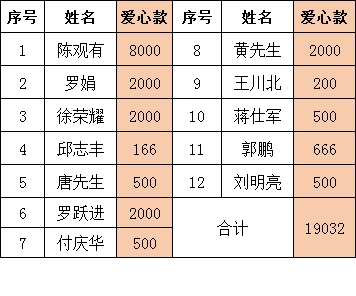 序号 姓名 爱心款 序号 姓名 爱心款
1 陈观有 8000 8 黄先生 2000
2 罗娟 2000 9 王川北 200
3 徐荣耀 2000 10 蒋仕军 500
4 邱志丰 166 11 郭鹏 666
5 唐先生 500 12 刘明亮 500
6 罗跃进 2000 合计 19032
7 付庆华 500